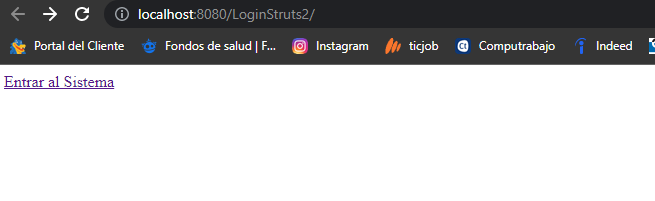 localhost:8080/LoginStruts2/
Portal del Cliente Fondos de salud | F... Instagram ticjob Computrabajo Indeed
Entrar al Sistema